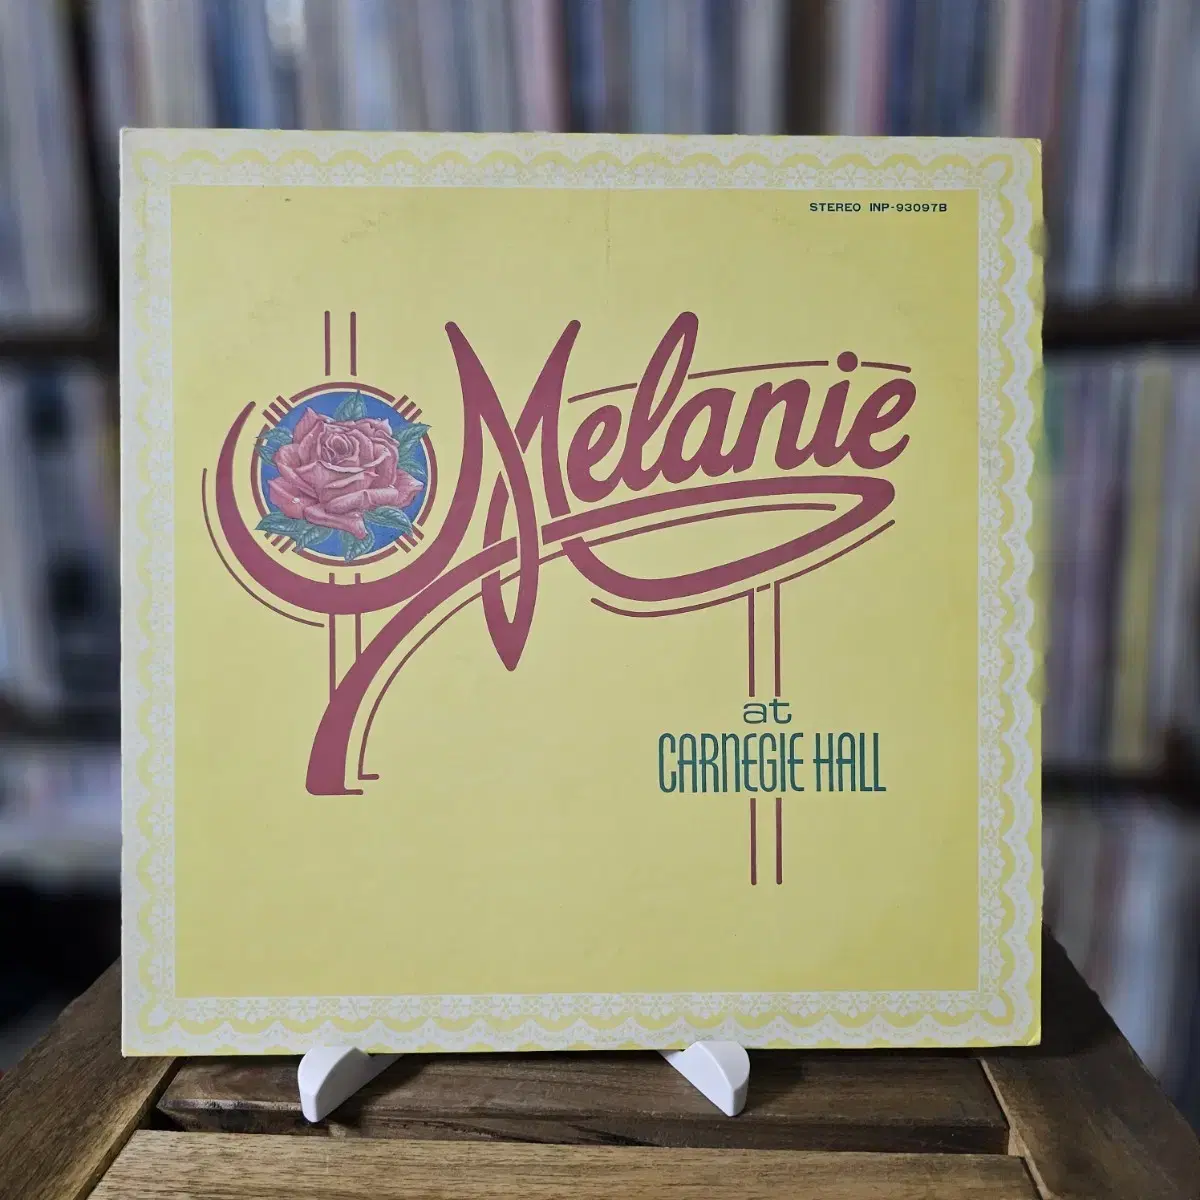 STEREO INP-93097B
Melanie
at
CARNEGIE HALL